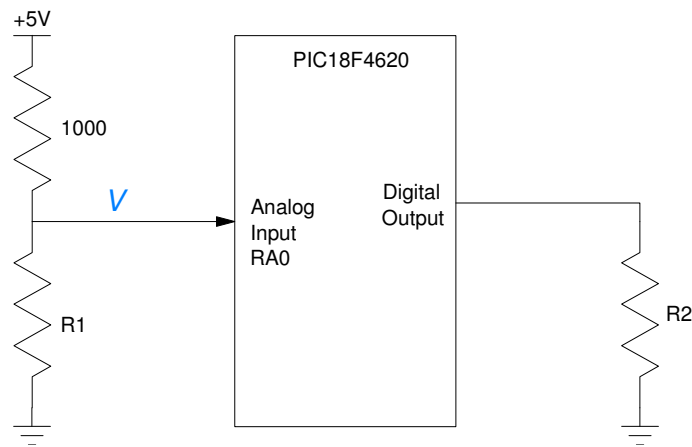 +5V
PIC18F4620
1000
V
Analog
Input
RA0
Digital
Output
R1
R2